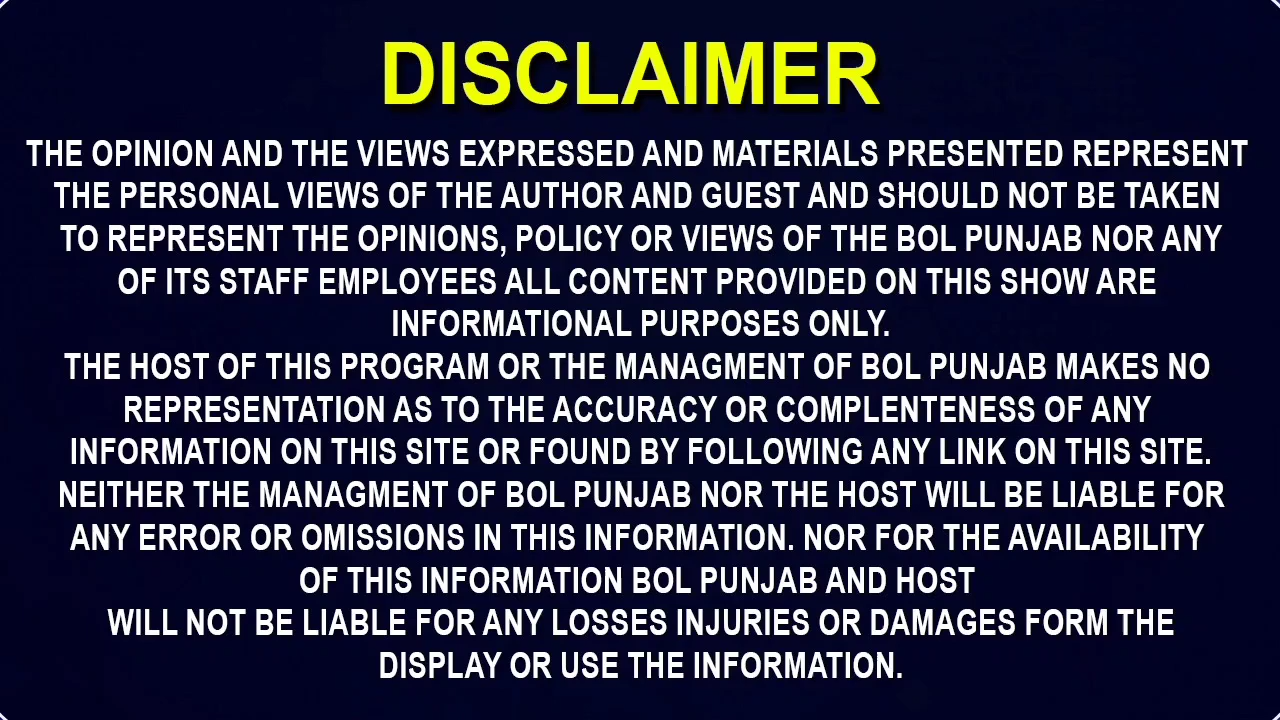 DISCLAIMER
THE OPINION AND THE VIEWS EXPRESSED AND MATERIALS PRESENTED REPRESENT
THE PERSONAL VIEWS OF THE AUTHOR AND GUEST AND SHOULD NOT BE TAKEN
TO REPRESENT THE OPINIONS, POLICY OR VIEWS OF THE BOL PUNJAB NOR ANY
OF ITS STAFF EMPLOYEES ALL CONTENT PROVIDED ON THIS SHOW ARE
INFORMATIONAL PURPOSES ONLY.
THE HOST OF THIS PROGRAM OR THE MANAGMENT OF BOL PUNJAB MAKES NO
REPRESENTATION AS TO THE ACCURACY OR COMPLENTENESS OF ANY
INFORMATION ON THIS SITE OR FOUND BY FOLLOWING ANY LINK ON THIS SITE.
NEITHER THE MANAGMENT OF BOL PUNJAB NOR THE HOST WILL BE LIABLE FOR
ANY ERROR OR OMISSIONS IN THIS INFORMATION. NOR FOR THE AVAILABILITY
OF THIS INFORMATION BOL PUNJAB AND HOST
WILL NOT BE LIABLE FOR ANY LOSSES INJURIES OR DAMAGES FORM THE
DISPLAY OR USE THE INFORMATION.